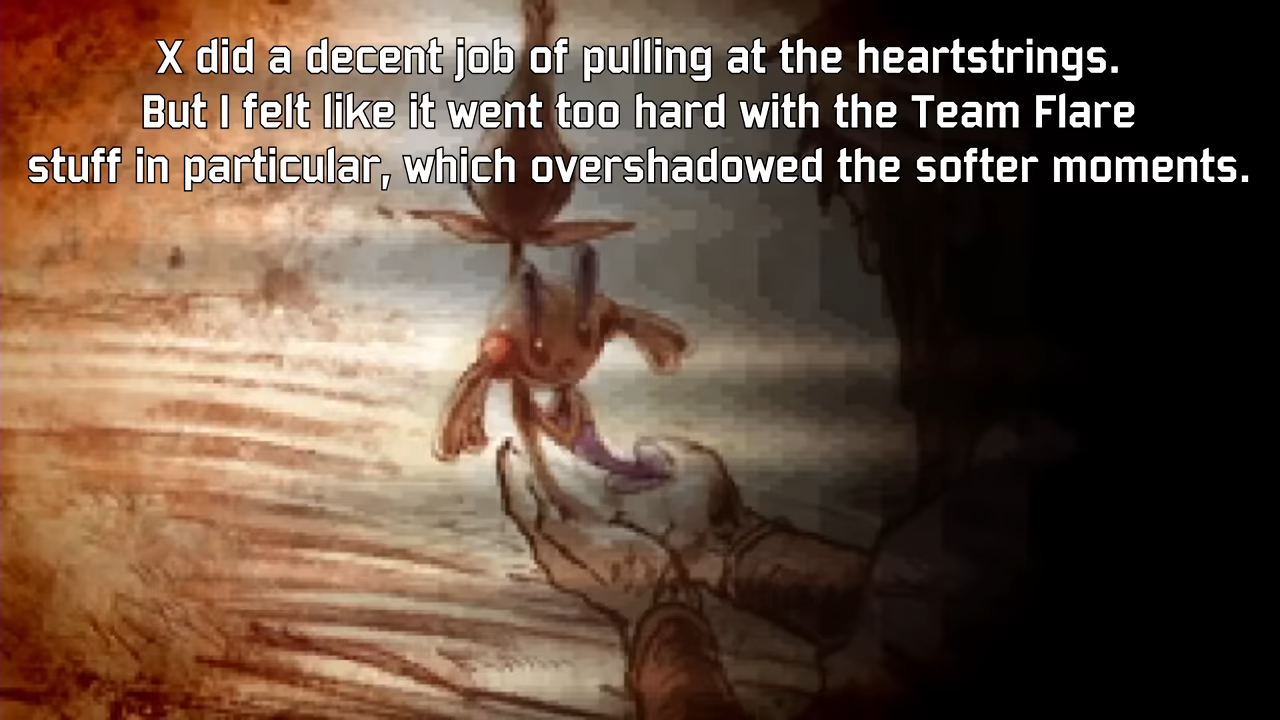 X did a decent job of pulling at the heartstrings.
But I felt like it went too hard with the Team Flare
stuff in particular, which overshadowed the softer moments.